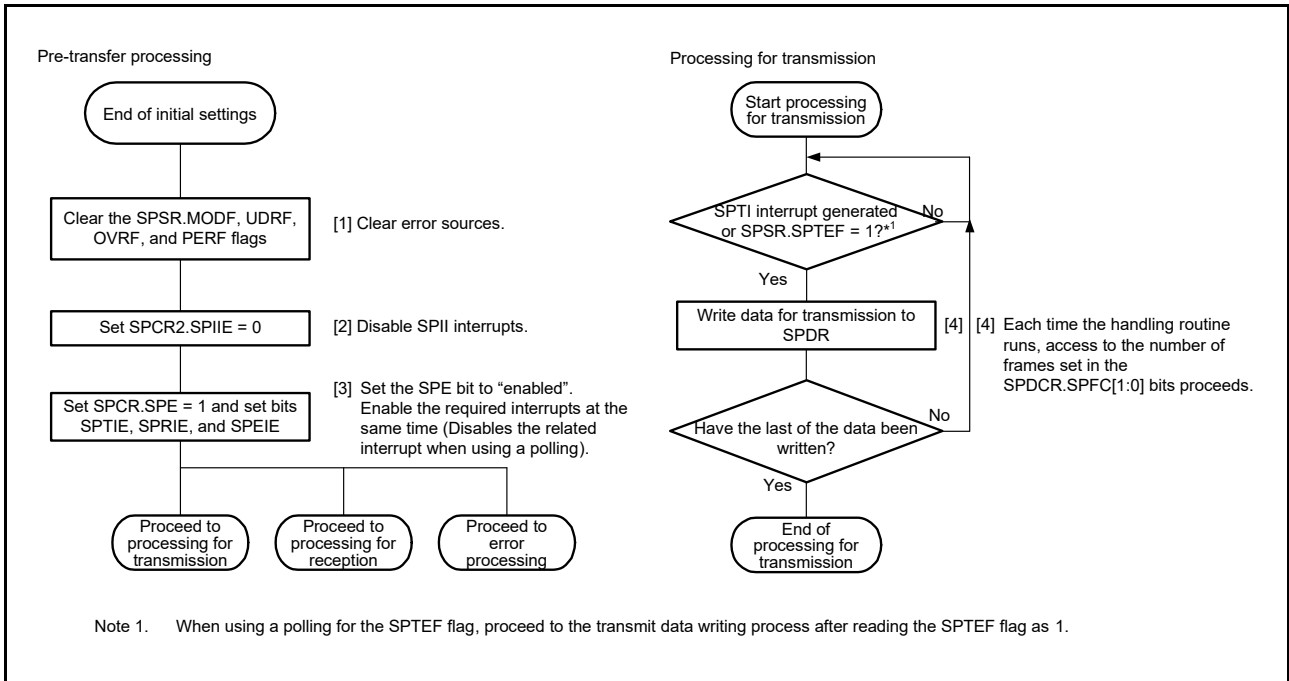 Pre-transfer processing
End of initial settings
Clear the SPSR.MODF, UDRF,
OVRF, and PERF flags
[1] Clear error sources.
Set SPCR2.SPIIE = 0
[2] Disable SPII interrupts.
Set SPCR.SPE = 1 and set bits
SPTIE, SPRIE, and SPEIE
[3] Set the SPE bit to “enabled”.
Enable the required interrupts at the
same time (Disables the related
interrupt when using a polling).
Proceed to
processing for
transmission
Proceed to
processing for
reception
Proceed to
error
processing
Processing for transmission
Start processing
for transmission
SPTI interrupt generated
or SPSR.SPTEF = 1?*1
No
Yes
Write data for transmission to
SPDR
[4]
[4] Each time the handling routine
runs, access to the number of
frames set in the
SPDCR.SPFC[1:0] bits proceeds.
Have the last of the data been
written?
No
Yes
End of
processing for
transmission
Note 1. When using a polling for the SPTEF flag, proceed to the transmit data writing process after reading the SPTEF flag as 1.